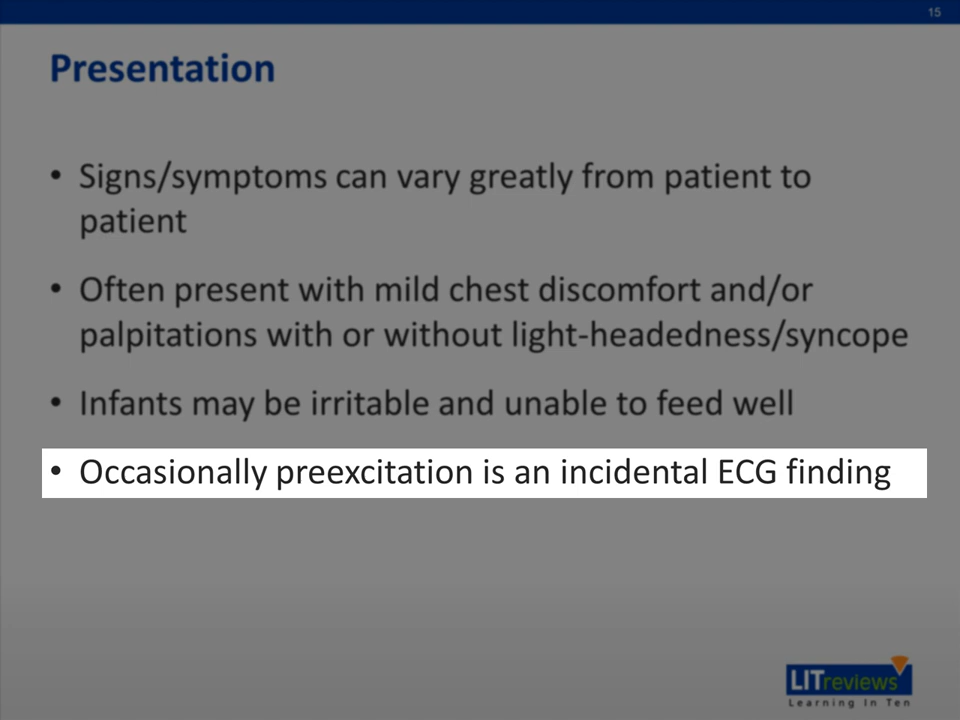 15
Presentation
• Signs/symptoms can vary greatly from patient to
patient
• Often present with mild chest discomfort and/or
palpitations with or without light-headedness/syncope
• Infants may be irritable and unable to feed well
• Occasionally preexcitation is an incidental ECG finding
LITreviews
Learning In Ten